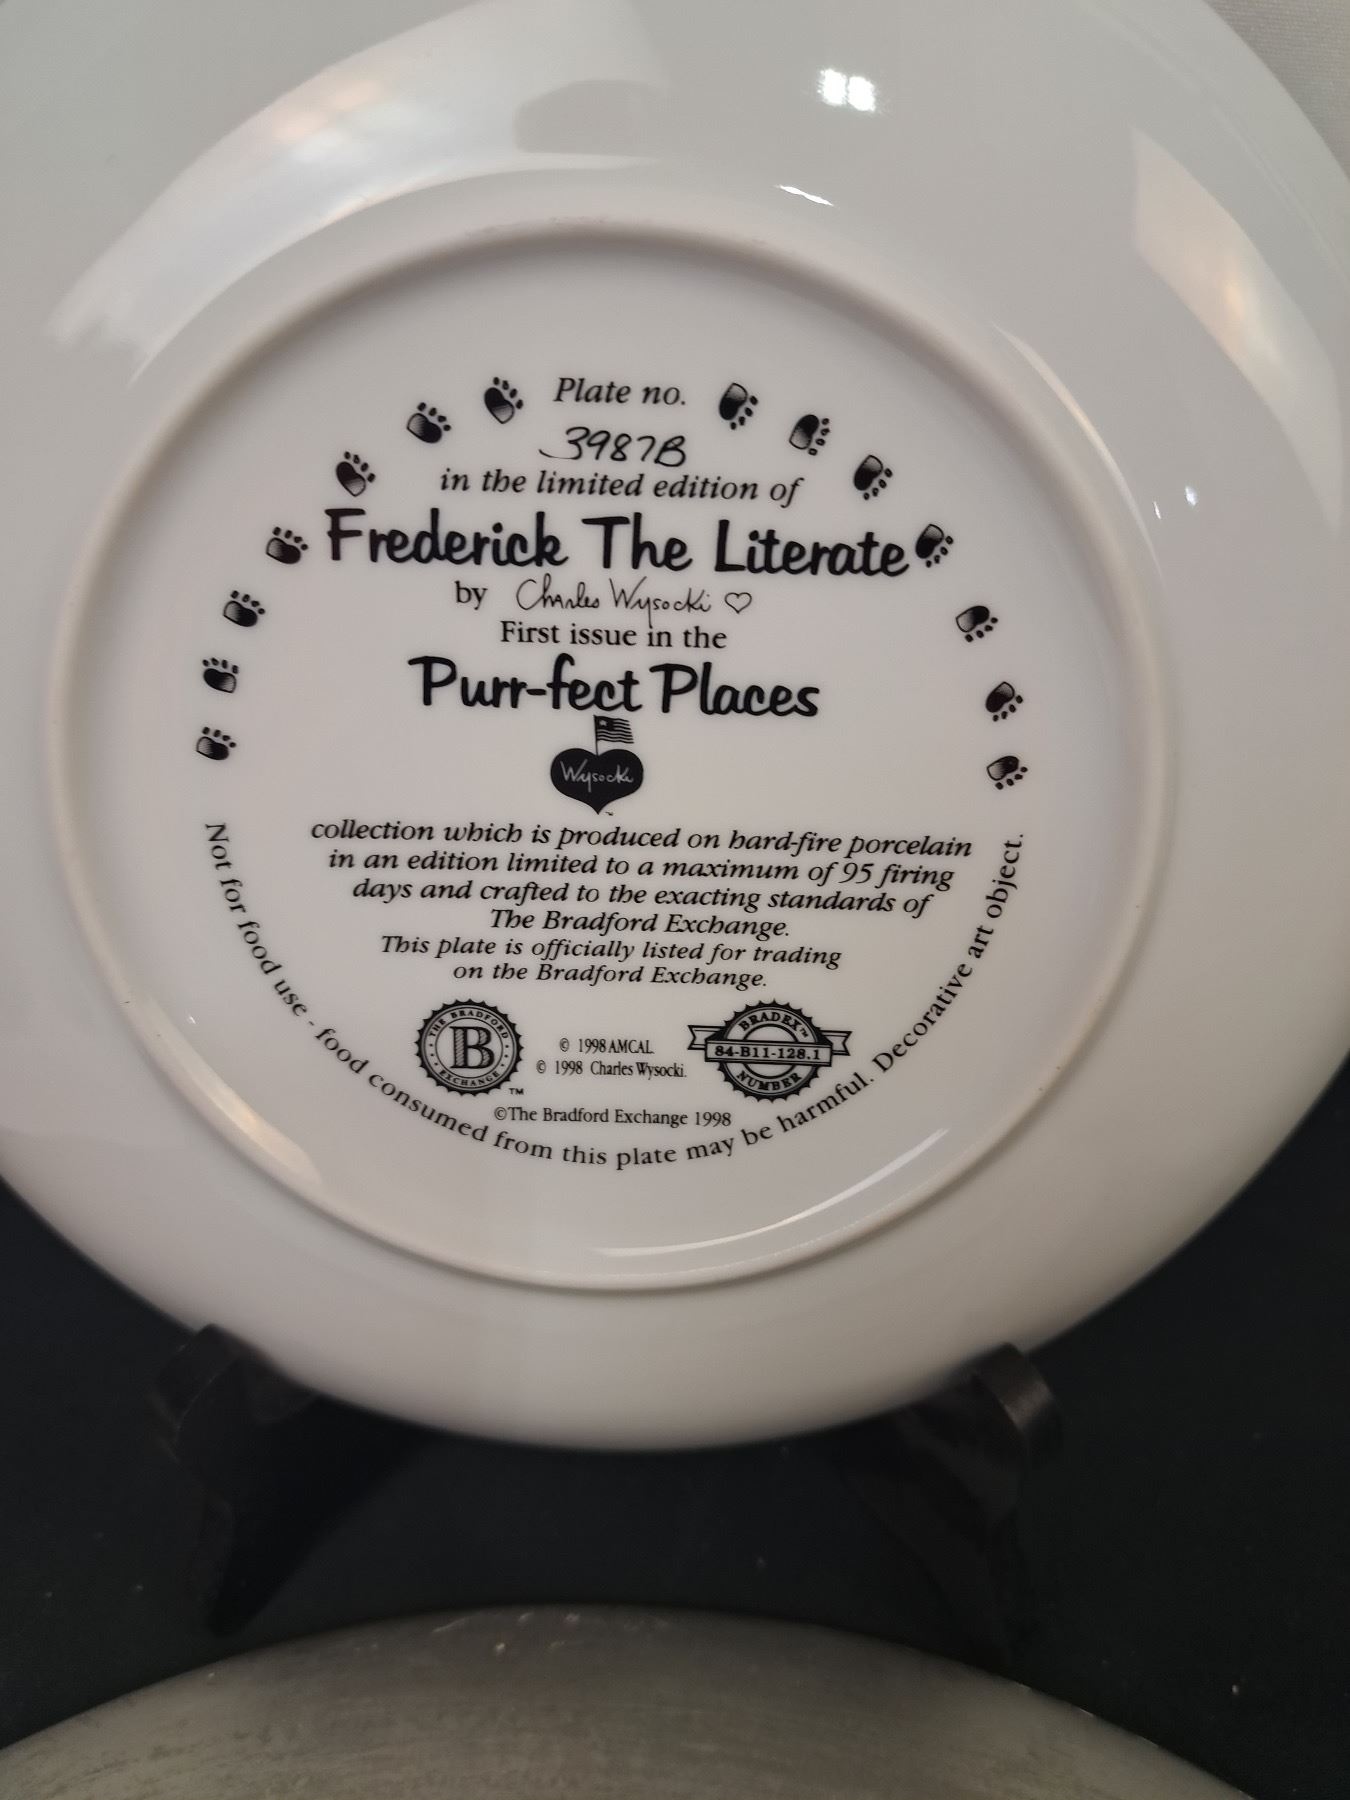 Plate no.
3987B
in the limited edition of
Frederick The Literate
by Charles Wysocki
First issue in the
Purr-fect Places
Wysocki
collection which is produced on hard-fire porcelain
in an edition limited to a maximum of 95 firing
days and crafted to the exacting standards of
The Bradford Exchange.
This plate is officially listed for trading
on the Bradford Exchange.
THE BRADFORD
B
EXCHANGE
TM
© 1998 AMCAL
© 1998 Charles Wysocki.
BRADEX™
84-B11-128.1
NUMBER
©The Bradford Exchange 1998
Not for food use - food consumed from this plate may be harmful. Decorative art object.